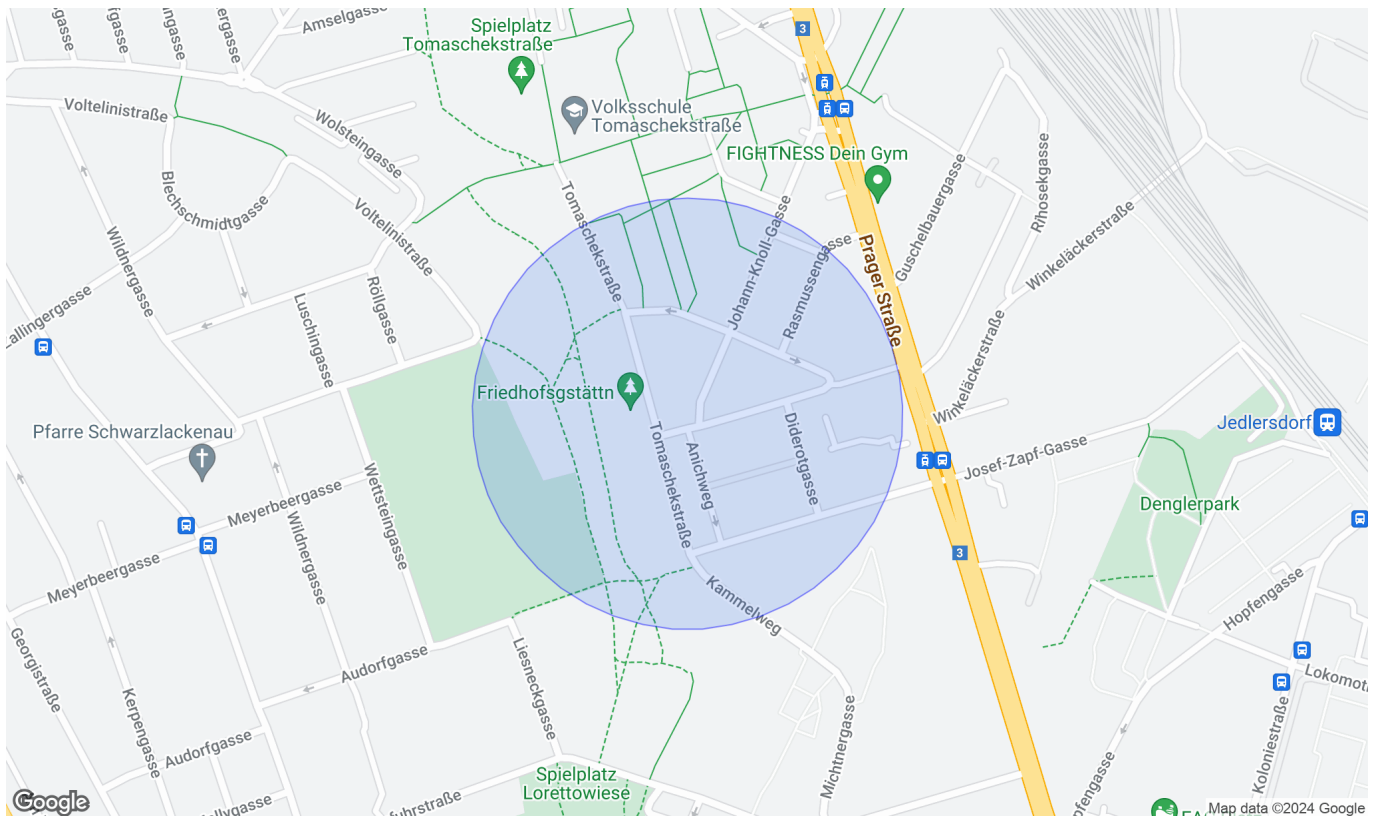 Amselgasse
Spielplatz
Tomaschekstraße
3
Voltelinistraße
Wolsteingasse
Volksschule
Tomaschekstraße
FIGHTNESS Dein Gym
Blechschmidtgasse
Voltelinistraße
Tomaschekstraße
Johann-Knoll-Gasse
Rasmussengasse
Prager Straße
Guschelbauergasse
Rihosekgasse
Winkeläckerstraße
Wildnergasse
Luschingasse
Röllgasse
Winkeläckerstraße
Friedhofsgstättn
Jedlersdorf
Pfarre Schwarzlackenau
Tomaschekstraße
Anichweg
Diderotgasse
Josef-Zapf-Gasse
Meyerbeergasse
Wettsteingasse
Wildnergasse
Denglerpark
3
Meyerbeergasse
Kammelweg
Hopfengasse
Georgistraße
Audorfgasse
Liesneckgasse
Kerpengasse
Michtnergasse
Koloniestraße
Audorfgasse
Spielplatz
Lorettowiese
Google
Map data ©2024 Google